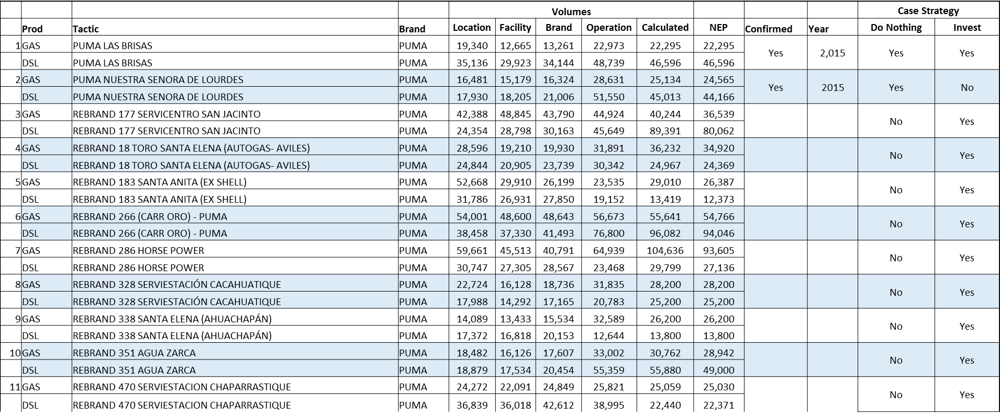 Volumes Case Strategy
Prod Tactic Brand Location Facility Brand Operation Calculated NEP Confirmed Year Do Nothing Invest
1 GAS PUMA LAS BRISAS PUMA 19,340 12,665 13,261 22,973 22,295 22,295
Yes 2,015 Yes Yes
DSL PUMA LAS BRISAS PUMA 35,136 29,923 34,144 48,739 46,596 46,596
2 GAS PUMA NUESTRA SENORA DE LOURDES PUMA 16,481 15,179 16,324 28,631 25,134 24,565
Yes 2015 Yes No
DSL PUMA NUESTRA SENORA DE LOURDES PUMA 17,930 18,205 21,006 51,550 45,013 44,166
3 GAS REBRAND 177 SERVICENTRO SAN JACINTO PUMA 42,388 48,845 43,790 44,924 40,244 36,539
No Yes
DSL REBRAND 177 SERVICENTRO SAN JACINTO PUMA 24,354 28,798 30,163 45,649 89,391 80,062
4 GAS REBRAND 18 TORO SANTA ELENA (AUTOGAS- AVILES) PUMA 28,596 19,210 19,930 31,891 36,232 34,920
No Yes
DSL REBRAND 18 TORO SANTA ELENA (AUTOGAS- AVILES) PUMA 24,844 20,905 23,739 30,342 24,967 24,369
5 GAS REBRAND 183 SANTA ANITA (EX SHELL) PUMA 52,668 29,910 26,199 23,535 29,010 26,387
No Yes
DSL REBRAND 183 SANTA ANITA (EX SHELL) PUMA 31,786 26,931 27,850 19,152 13,419 12,373
6 GAS REBRAND 266 (CARR ORO) - PUMA PUMA 54,001 48,600 48,643 56,673 55,641 54,766
No Yes
DSL REBRAND 266 (CARR ORO) - PUMA PUMA 38,458 37,330 41,493 76,800 96,082 94,046
7 GAS REBRAND 286 HORSE POWER PUMA 59,661 45,513 40,791 64,939 104,636 93,605
No Yes
DSL REBRAND 286 HORSE POWER PUMA 30,747 27,305 28,567 23,468 29,799 27,136
8 GAS REBRAND 328 SERVIESTACIÓN CACAHUATIQUE PUMA 22,724 16,128 18,736 31,835 28,200 28,200
No Yes
DSL REBRAND 328 SERVIESTACIÓN CACAHUATIQUE PUMA 17,988 14,292 17,165 20,783 25,200 25,200
9 GAS REBRAND 338 SANTA ELENA (AHUACHAPÁN) PUMA 14,089 13,433 15,534 32,589 26,200 26,200
No Yes
DSL REBRAND 338 SANTA ELENA (AHUACHAPÁN) PUMA 17,372 16,818 20,153 12,644 13,800 13,800
10 GAS REBRAND 351 AGUA ZARCA PUMA 18,482 16,126 17,607 33,002 30,762 28,942
No Yes
DSL REBRAND 351 AGUA ZARCA PUMA 18,879 17,534 20,454 55,359 55,880 49,000
11 GAS REBRAND 470 SERVIESTACION CHAPARRASTIQUE PUMA 24,272 22,091 24,849 25,821 25,059 25,030
No Yes
DSL REBRAND 470 SERVIESTACION CHAPARRASTIQUE PUMA 36,839 36,018 42,612 38,995 22,440 22,371